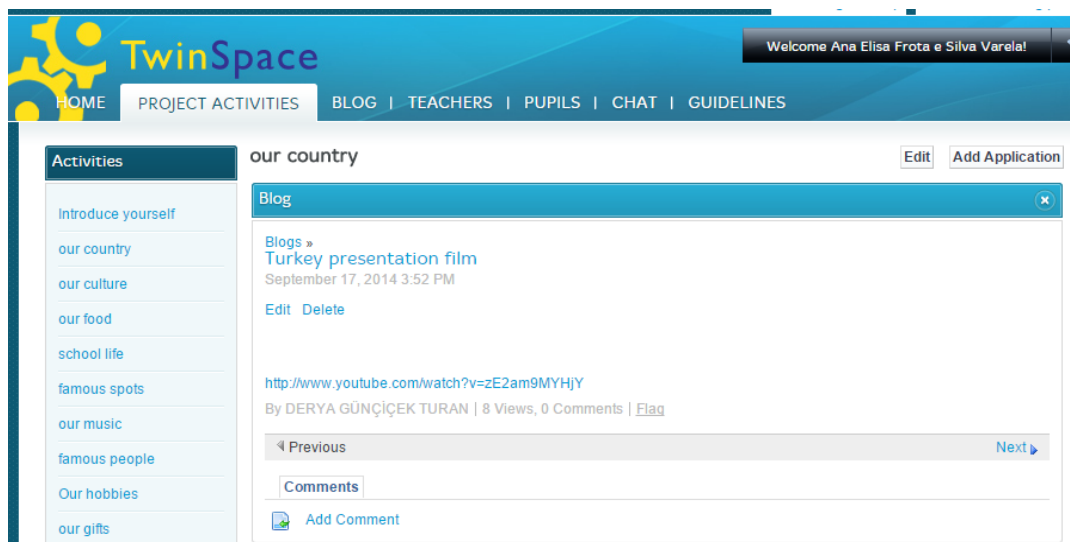 TwinSpace
Welcome Ana Elisa Frota e Silva Varela!
HOME PROJECT ACTIVITIES BLOG | TEACHERS | PUPILS | CHAT | GUIDELINES
Activities
Introduce yourself
our country
our culture
our food
school life
famous spots
our music
famous people
Our hobbies
our gifts
our country
Edit Add Application
Blog
Blogs »
Turkey presentation film
September 17, 2014 3:52 PM
Edit Delete
http://www.youtube.com/watch?v=zE2am9MYHjY
By DERYA GÜNÇİÇEK TURAN | 8 Views, 0 Comments | Flag
Previous Next
Comments
Add Comment